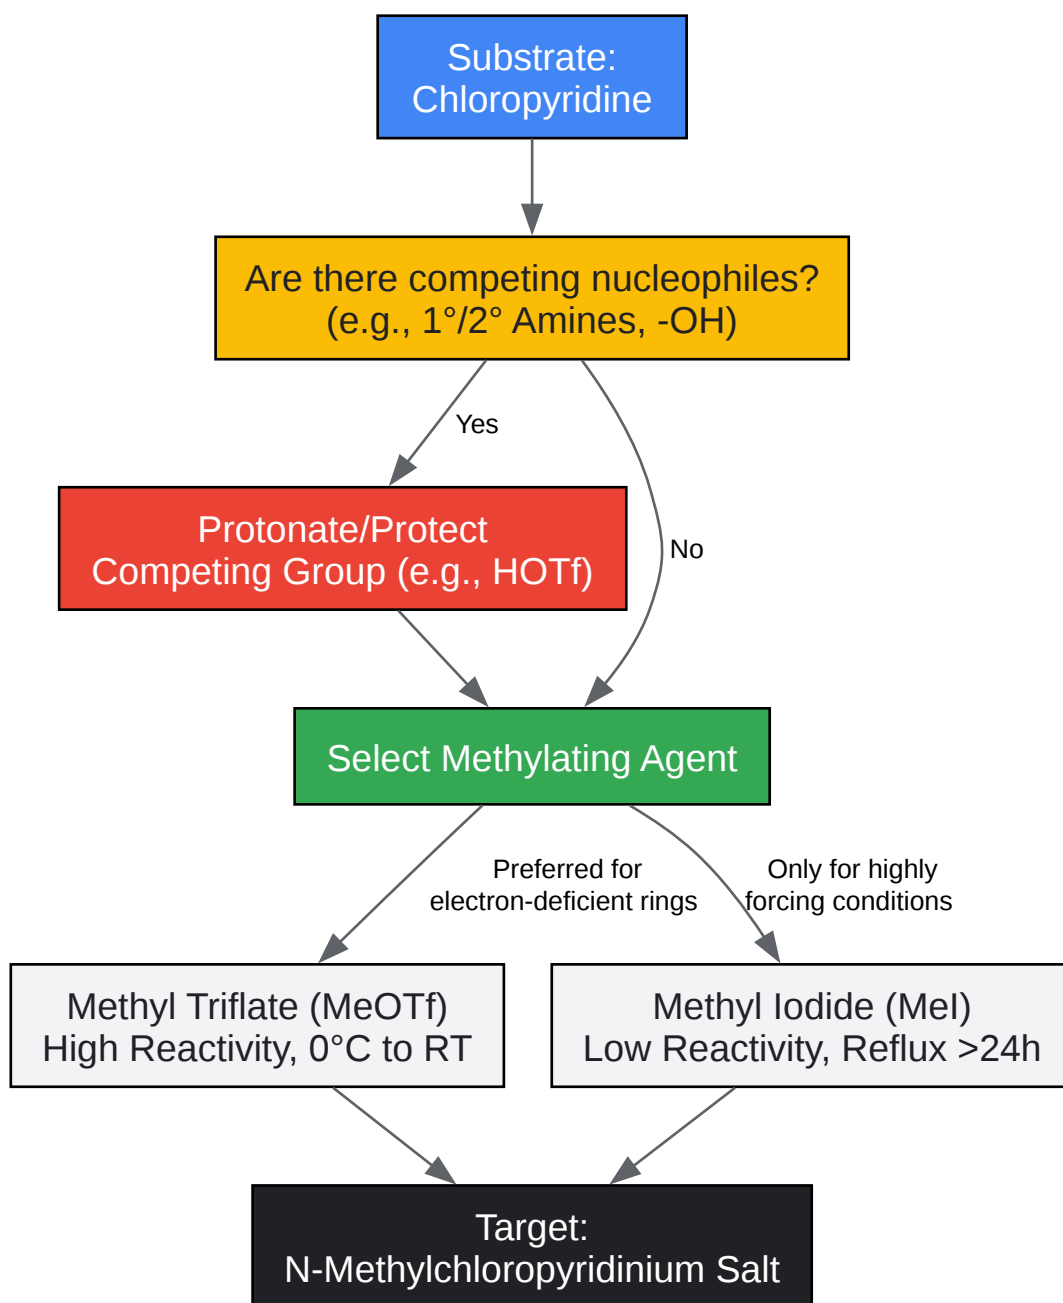 Substrate:
Chloropyridine
Are there competing nucleophiles?
(e.g., 1°/2° Amines, -OH)
Yes
Protonate/Protect
Competing Group (e.g., HOTf)
No
Select Methylating Agent
Preferred for
electron-deficient rings
Only for highly
forcing conditions
Methyl Triflate (MeOTf)
High Reactivity, 0°C to RT
Methyl Iodide (MeI)
Low Reactivity, Reflux >24h
Target:
N-Methylchloropyridinium Salt